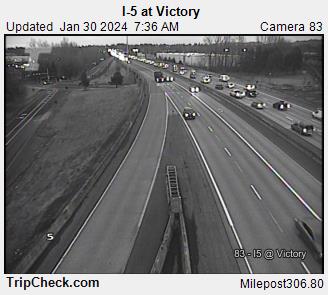 I-5 at Victory
Updated Jan 30 2024 7:36 AM Camera 83
5
83 - I5 @ Victory
TripCheck.com Milepost306.80